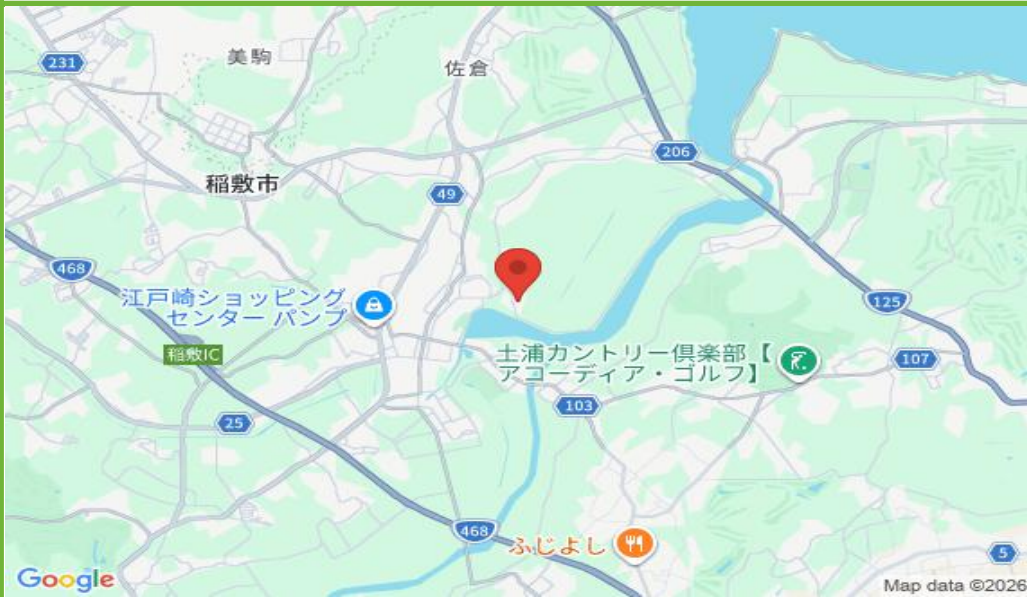 231
美駒
佐倉
206
稲敷市
49
468
125
江戸崎ショッピング
センター パンプ
稲敷IC
土浦カントリー倶楽部【
アコーディア・ゴルフ】
107
25
103
468
ふじよし
5
Google
Map data ©2026